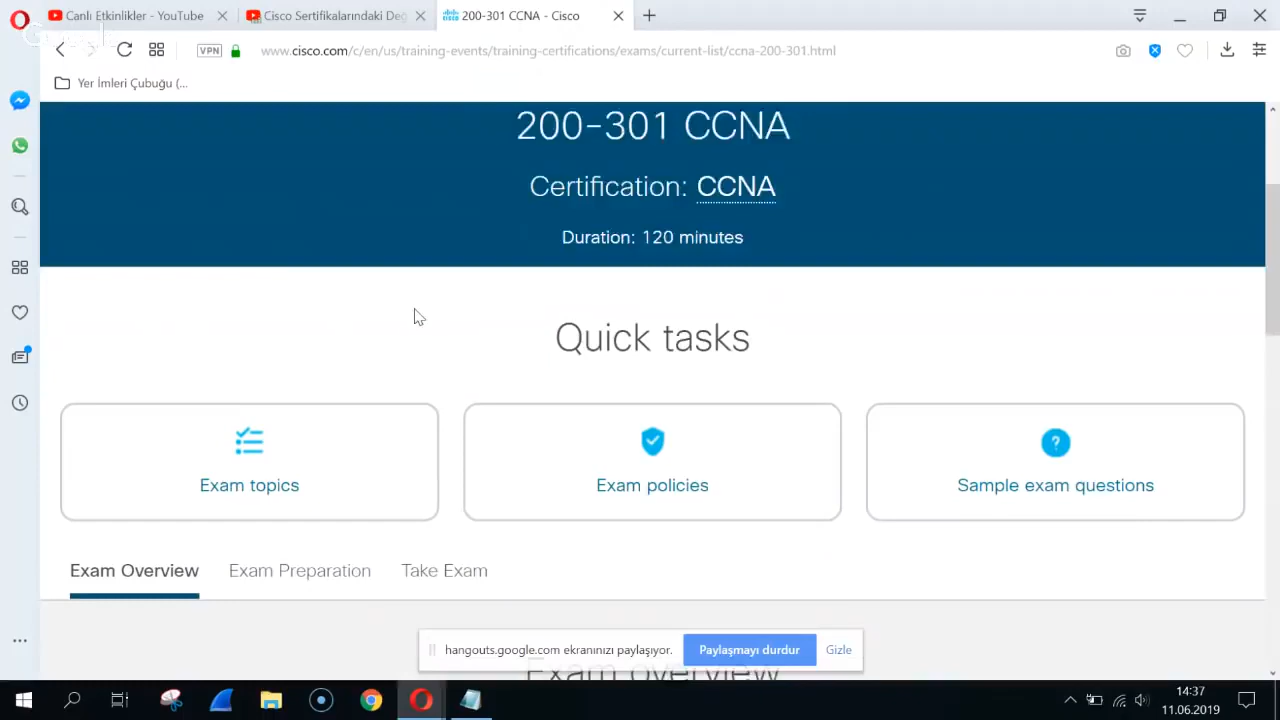 Canlı Etkinlikler - YouTube
Cisco Sertifikalarındaki Değ
200-301 CCNA - Cisco
VPN
www.cisco.com/c/en/us/training-events/training-certifications/exams/current-list/ccna-200-301.html
Yer İmleri Çubuğu (...
200-301 CCNA
Certification: CCNA
Duration: 120 minutes
Quick tasks
Exam topics
Exam policies
Sample exam questions
Exam Overview
Exam Preparation
Take Exam
hangouts.google.com ekranınızı paylaşıyor.
Paylaşmayı durdur
Gizle
Exam overview
14:37
11.06.2019